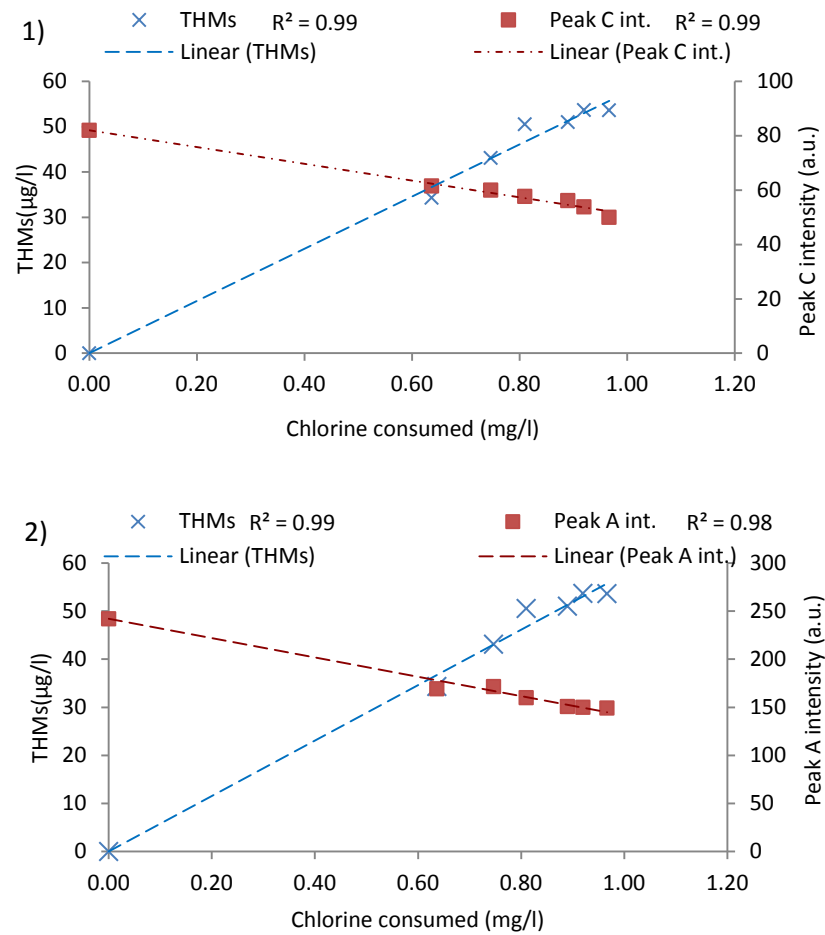 1)
THMs R² = 0.99 Peak C int. R² = 0.99
Linear (THMs) Linear (Peak C int.)
60 100
50 80
40 60
30
20 40
10 20
0 0
THMs(µg/l)
Peak C intensity (a.u.)
0.00 0.20 0.40 0.60 0.80 1.00 1.20
Chlorine consumed (mg/l)
2)
THMs R² = 0.99 Peak A int. R² = 0.98
Linear (THMs) Linear (Peak A int.)
60 300
50 250
40 200
30 150
20 100
10 50
0 0
THMs(µg/l)
Peak A intensity (a.u.)
0.00 0.20 0.40 0.60 0.80 1.00 1.20
Chlorine consumed (mg/l)